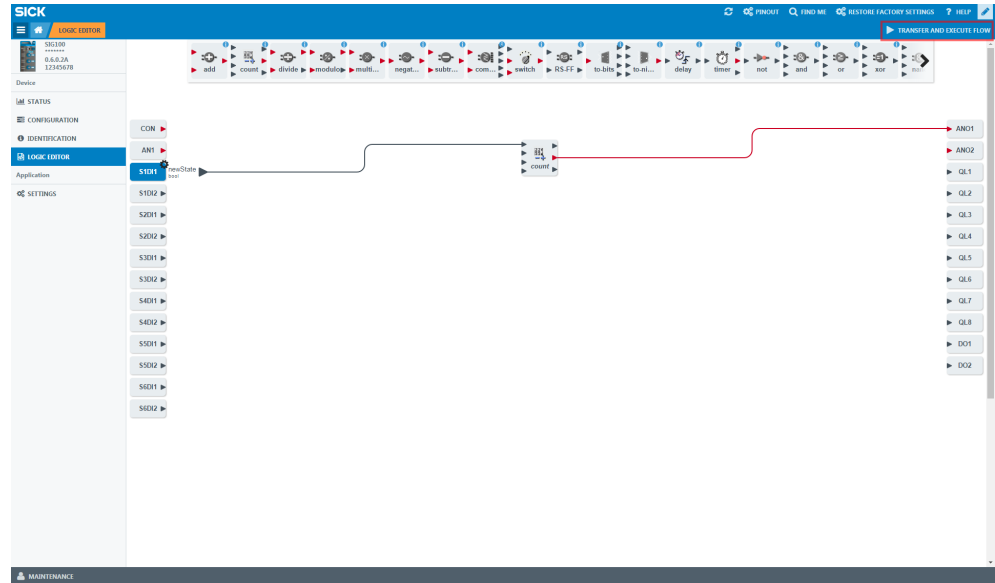 SICK
PINOUT FIND ME RESTORE FACTORY SETTINGS ? HELP
LOGIC EDITOR
TRANSFER AND EXECUTE FLOW
SIG100
*******
0.6.0.2A
12345678
Device
STATUS
CONFIGURATION
IDENTIFICATION
LOGIC EDITOR
Application
SETTINGS
add count divide modulo multi... negat... subtr... com... switch RS-FF to-bits to-ni... delay timer not and or xor
CON
AN1
S1DI1
newState
bool
S1DI2
S2DI1
S2DI2
S3DI1
S3DI2
S4DI1
S4DI2
S5DI1
S5DI2
S6DI1
S6DI2
count
ANO1
ANO2
QL1
QL2
QL3
QL4
QL5
QL6
QL7
QL8
DO1
DO2
MAINTENANCE